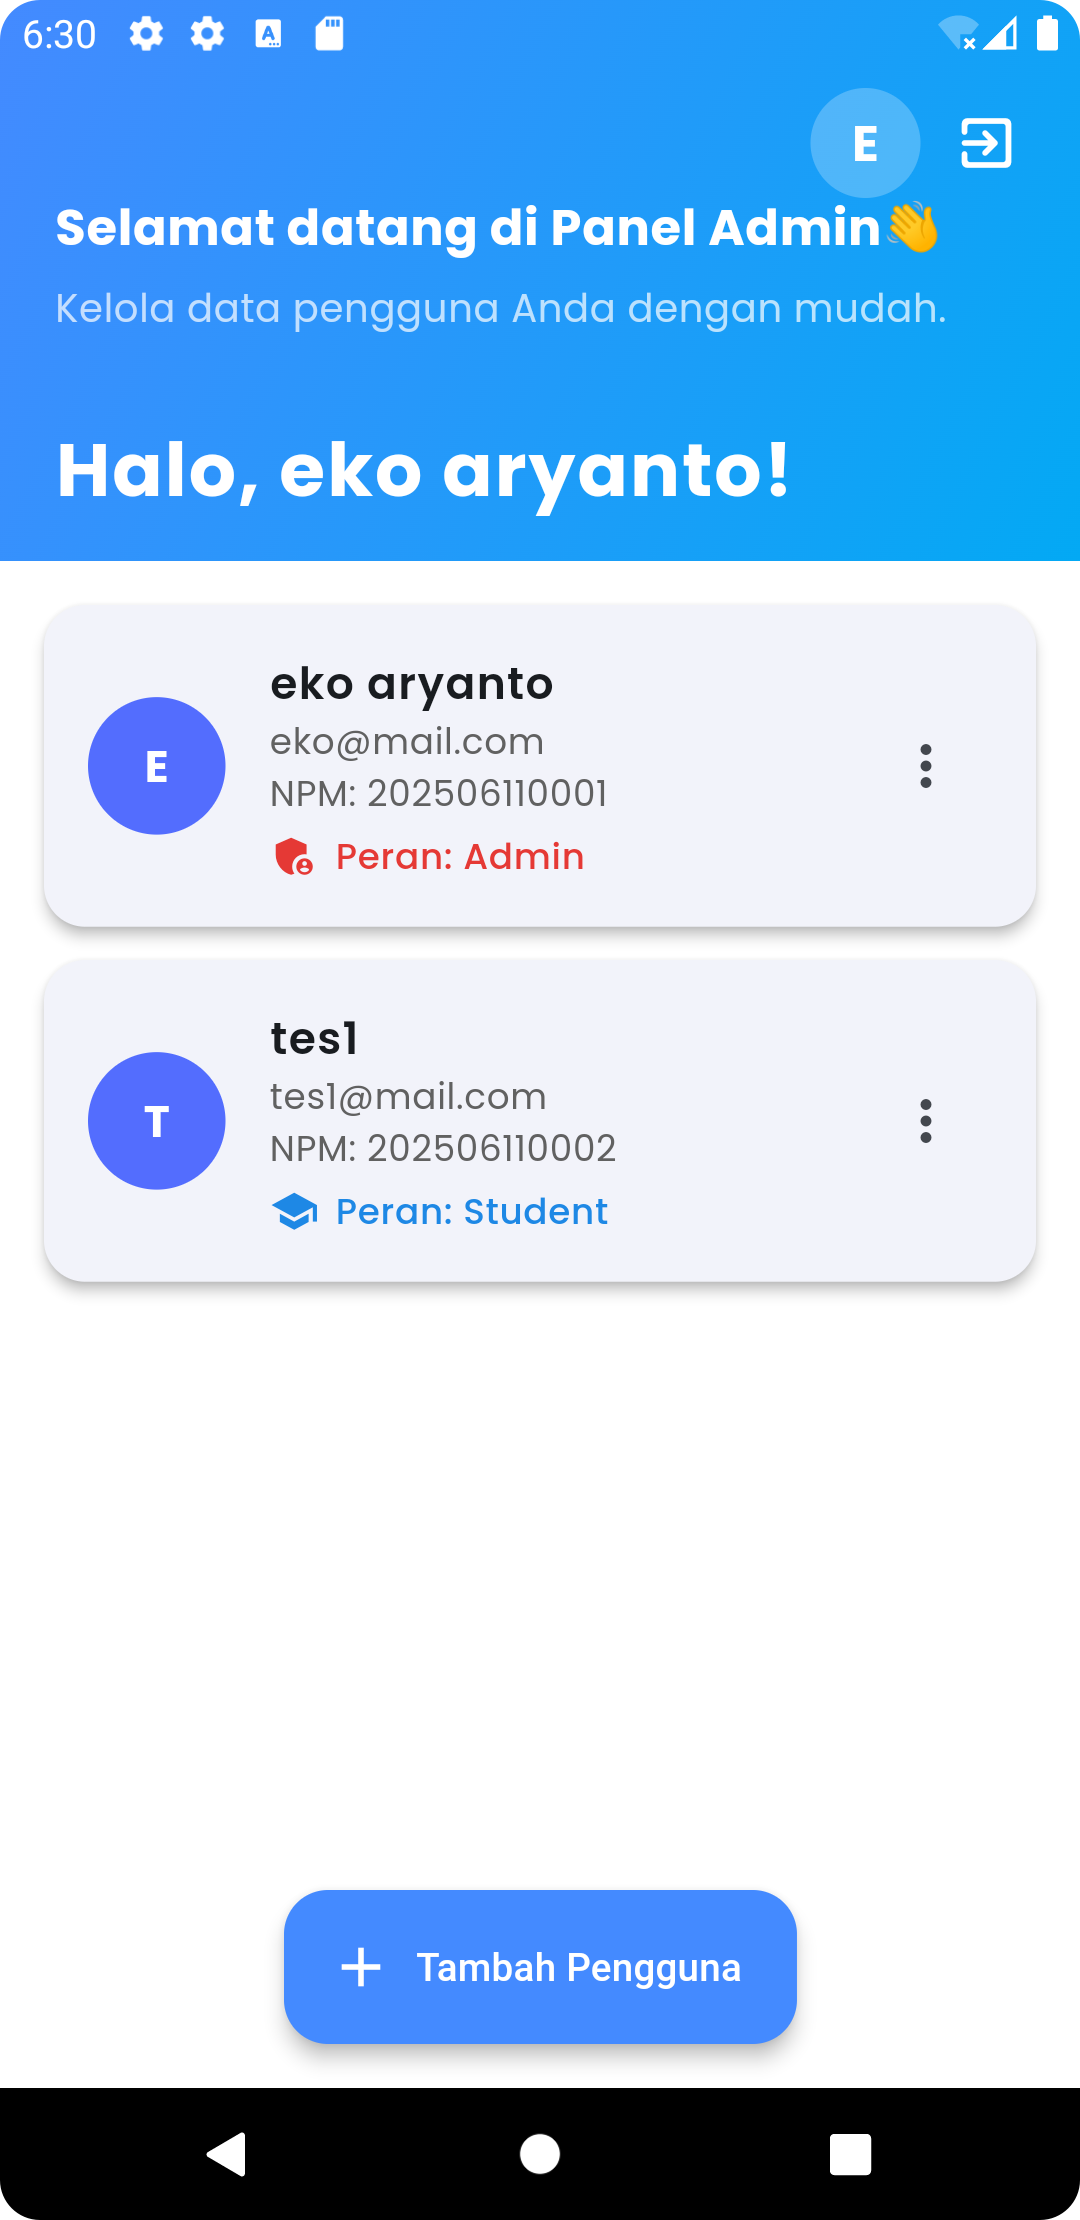 6:30
E
Selamat datang di Panel Admin👋
Kelola data pengguna Anda dengan mudah.
Halo, eko aryanto!
E
eko aryanto
eko@mail.com
NPM: 202506110001
Peran: Admin
T
tes1
tes1@mail.com
NPM: 202506110002
Peran: Student
+ Tambah Pengguna